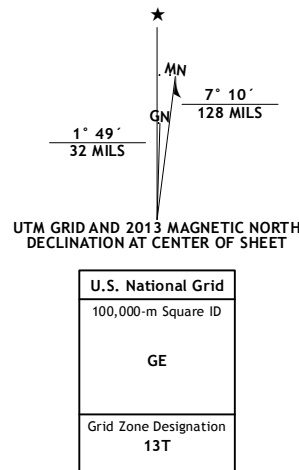 ★
MN
GN
7° 10´
128 MILS
1° 49´
32 MILS
UTM GRID AND 2013 MAGNETIC NORTH
DECLINATION AT CENTER OF SHEET
U.S. National Grid
100,000-m Square ID
GE
Grid Zone Designation
13T